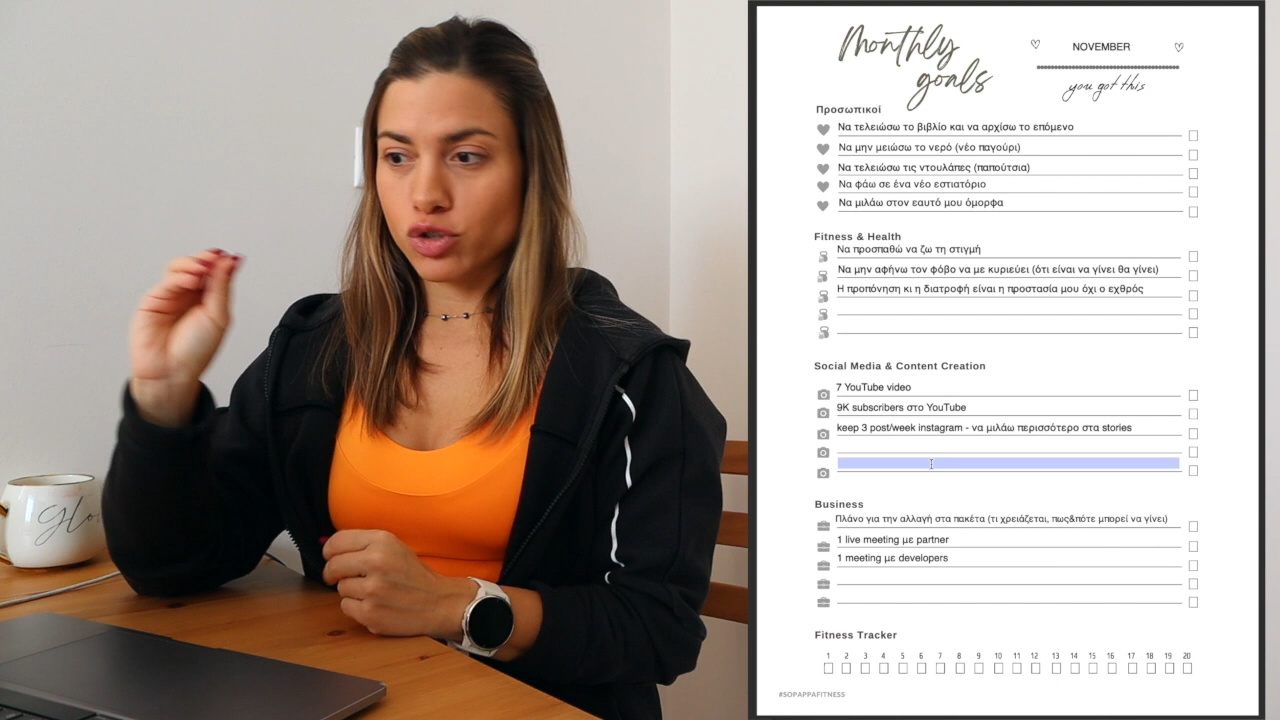 Monthly
goals
NOVEMBER
you got this
Προσωπικοί
Να τελειώσω το βιβλίο και να αρχίσω το επόμενο
Να μην μειώσω το νερό (νέο παγούρι)
Να τελειώσω τις ντουλάπες (παπούτσια)
Να φάω σε ένα νέο εστιατόριο
Να μιλάω στον εαυτό μου όμορφα
Fitness & Health
Να προσπαθώ να ζω τη στιγμή
Να μην αφήνω τον φόβο να με κυριεύει (ότι είναι να γίνει θα γίνει)
Η προπόνηση κι η διατροφή είναι η προστασία μου όχι ο εχθρός
Social Media & Content Creation
7 YouTube video
9K subscribers στο YouTube
keep 3 post/week instagram - να μιλάω περισσότερο στα stories
Business
Πλάνο για την αλλαγή στα πακέτα (τι χρειάζεται, πως&πότε μπορεί να γίνει)
1 live meeting με partner
1 meeting με developers
Fitness Tracker
1 2 3 4 5 6 7 8 9 10 11 12 13 14 15 16 17 18 19 20
#SOPAPPAFITNESS